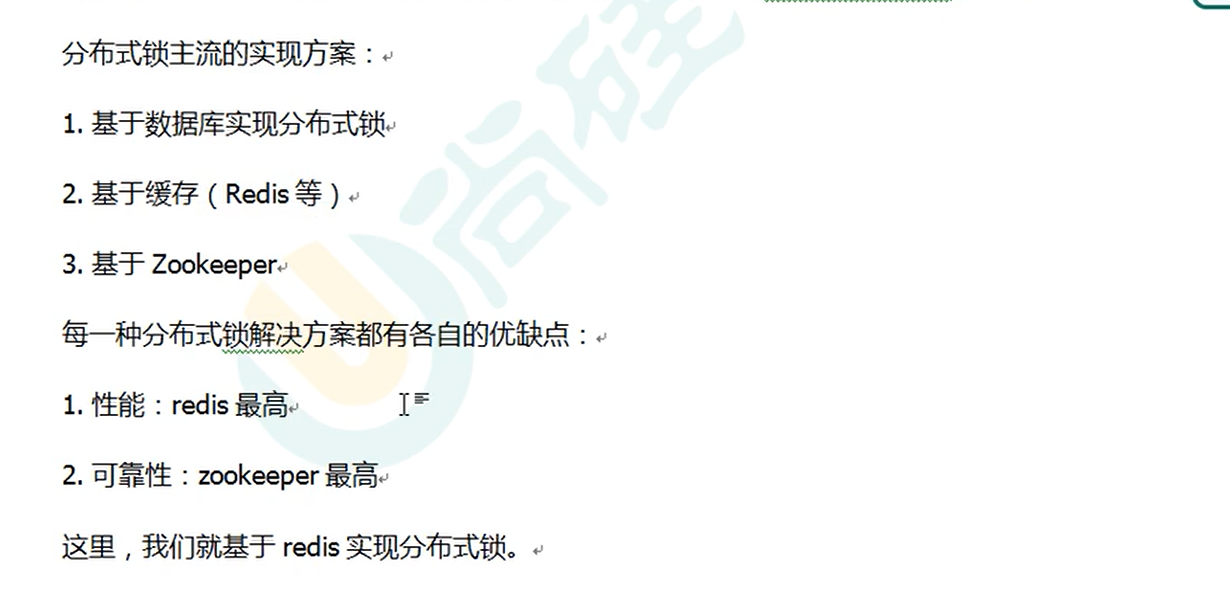 分布式锁主流的实现方案：
1. 基于数据库实现分布式锁
2. 基于缓存（Redis 等）
3. 基于 Zookeeper
每一种分布式锁解决方案都有各自的优缺点：
1. 性能：redis 最高
2. 可靠性：zookeeper 最高
这里，我们就基于 redis 实现分布式锁。
尚硅